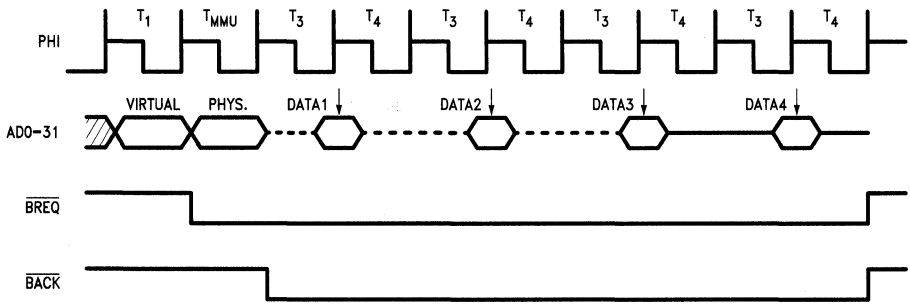 T1 TMMU T3 T4 T3 T4 T3 T4 T3 T4
PHI
VIRTUAL PHYS. DATA1 DATA2 DATA3 DATA4
AD0-31
BREQ
BACK